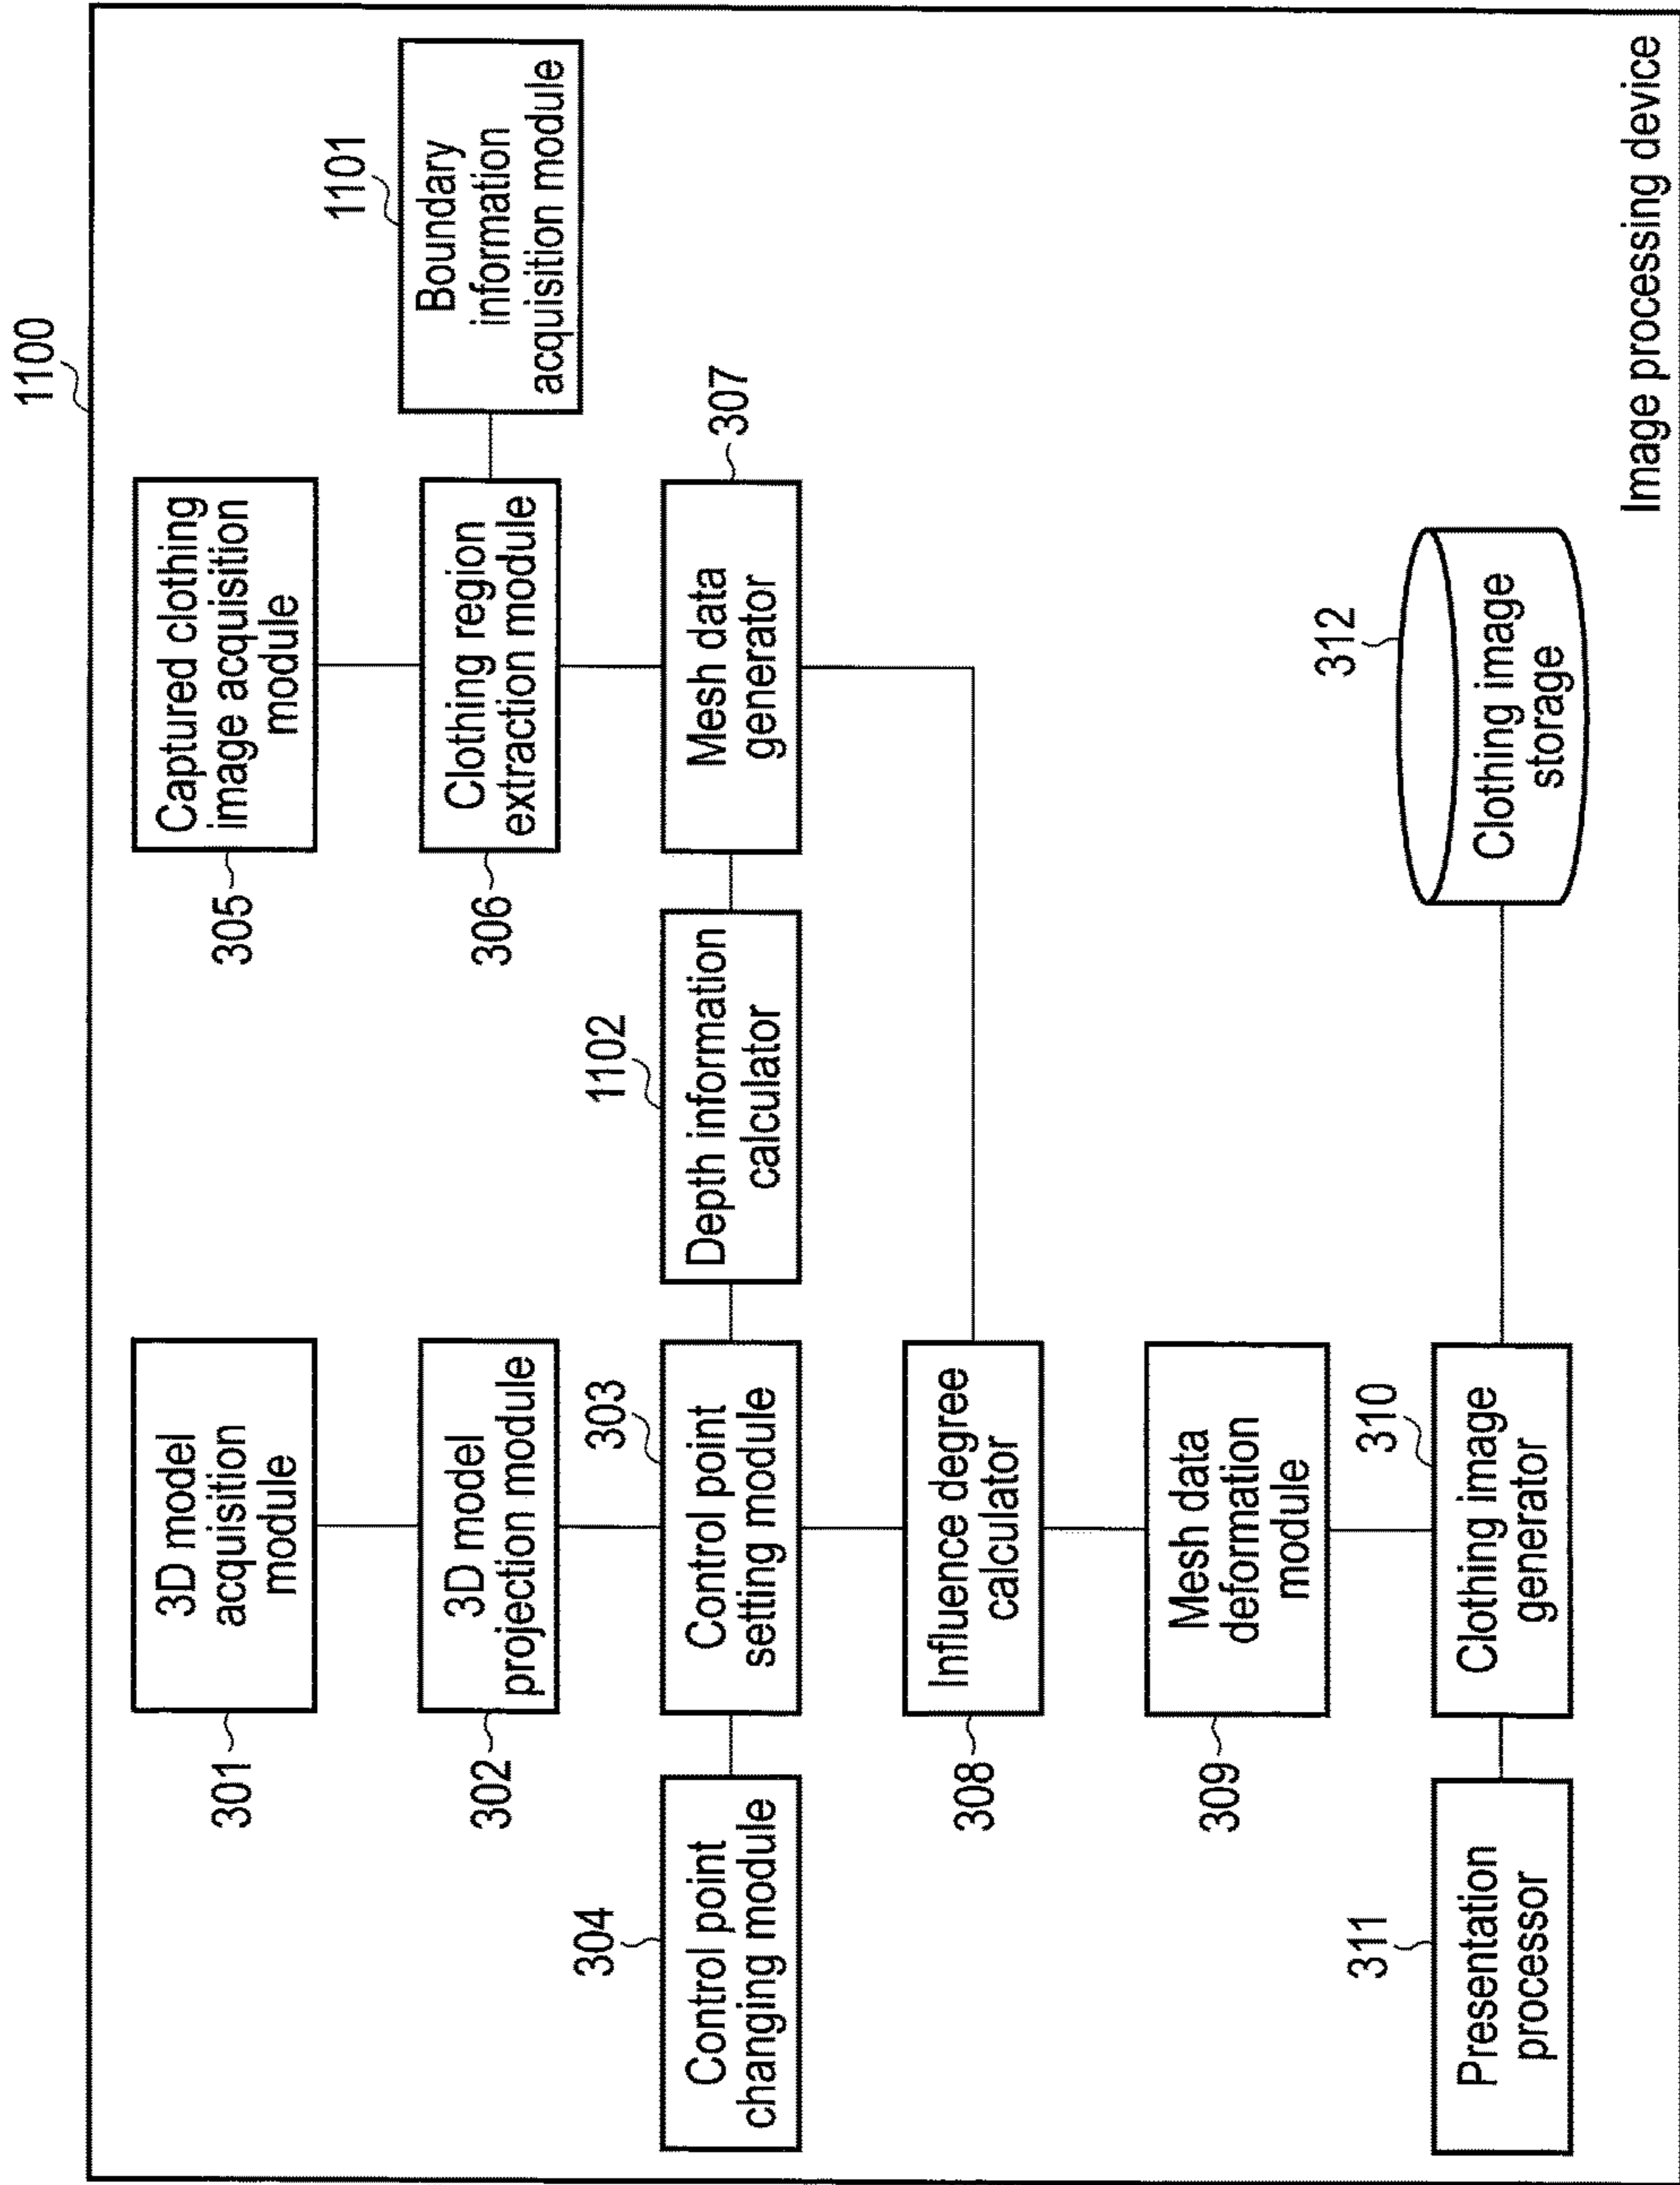 1100
301
3D model
acquisition
module
305
Captured clothing
image acquisition
module
302
3D model
projection module
306
Clothing region
extraction module
1101
Boundary
information
acquisition module
304
Control point
changing module
303
Control point
setting module
1102
Depth information
calculator
307
Mesh data
generator
308
Influence degree
calculator
309
Mesh data
deformation
module
311
Presentation
processor
310
Clothing image
generator
312
Clothing image
storage
Image processing device